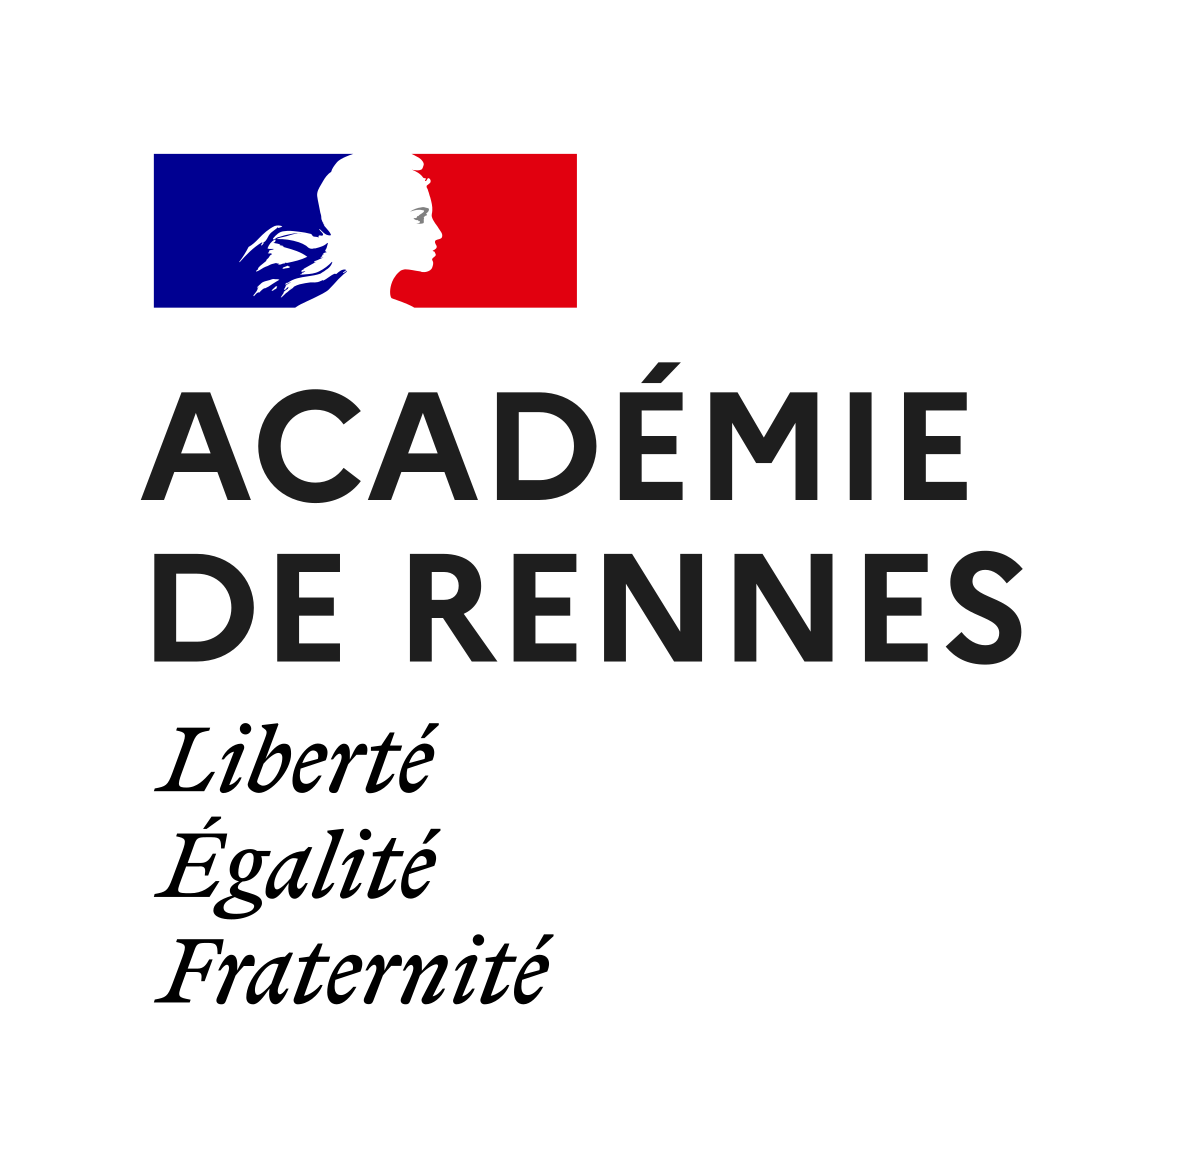 ACADÉMIE
DE RENNES
Liberté
Égalité
Fraternité